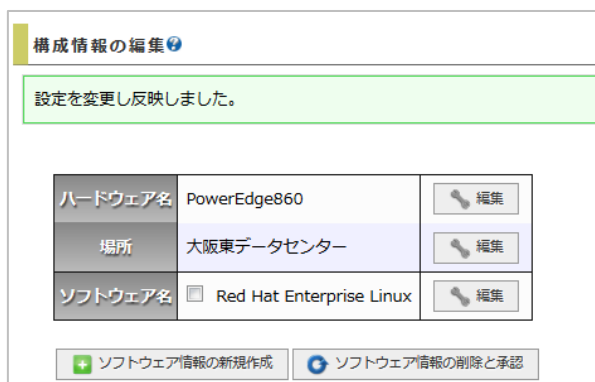 構成情報の編集
設定を変更し反映しました。
ハードウェア名 PowerEdge860 編集
場所 大阪東データセンター 編集
ソフトウェア名 Red Hat Enterprise Linux 編集
ソフトウェア情報の新規作成 ソフトウェア情報の削除と承認